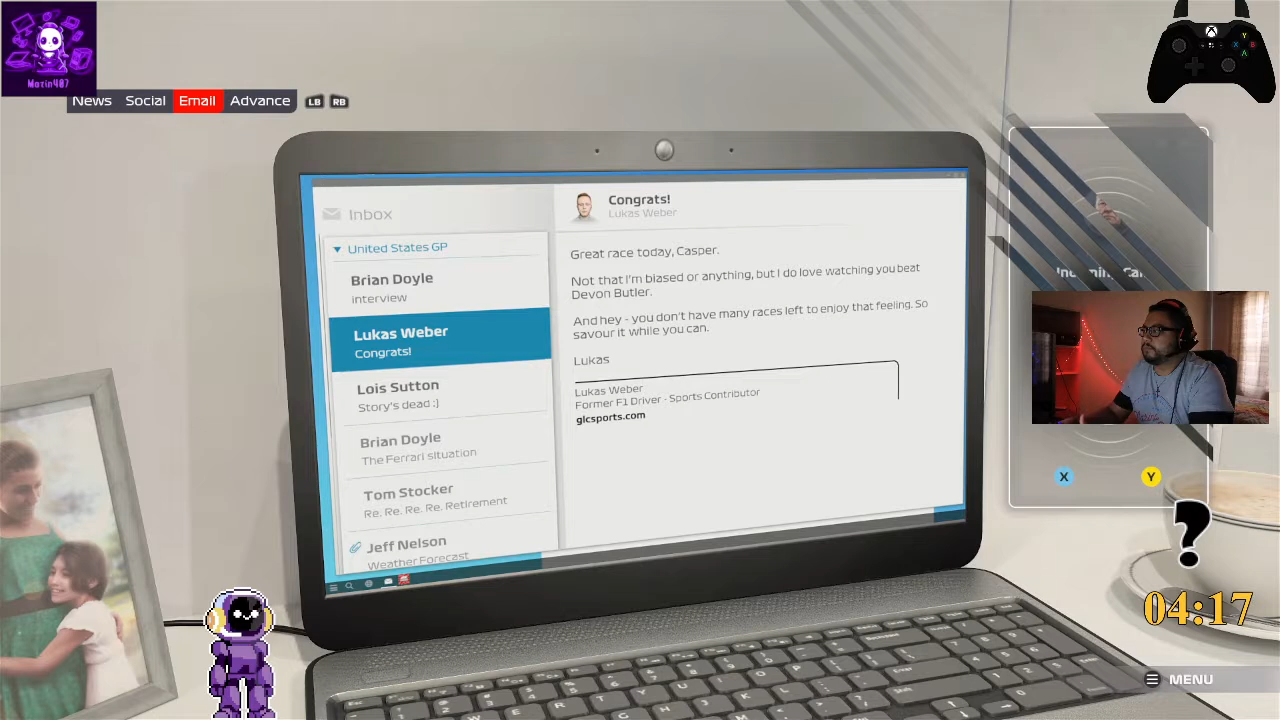 Mazin487
News Social Email Advance LB RB
Inbox
United States GP
Brian Doyle
interview
Lukas Weber
Congrats!
Lois Sutton
Story's dead :)
Brian Doyle
The Ferrari situation
Tom Stocker
Re. Re. Re. Re. Retirement
Jeff Nelson
Weather Forecast
Congrats!
Lukas Weber
Great race today, Casper.
Not that I'm biased or anything, but I do love watching you beat
Devon Butler.
And hey - you don't have many races left to enjoy that feeling. So
savour it while you can.
Lukas
Lukas Weber
Former F1 Driver - Sports Contributor
glcsports.com
X Y
?
04:17
MENU